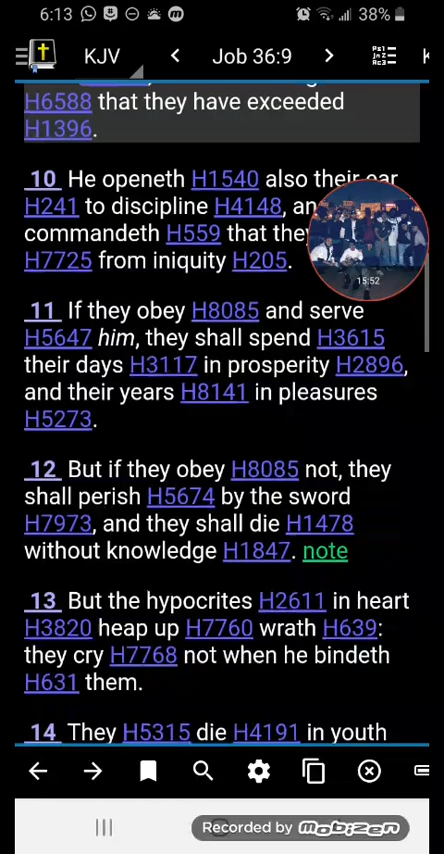 6:13 38%
KJV < Job 36:9 >
H6588 that they have exceeded
H1396.
10 He openeth H1540 also their ear
H241 to discipline H4148, and
commandeth H559 that they
H7725 from iniquity H205.
15:52
11 If they obey H8085 and serve
H5647 him, they shall spend H3615
their days H3117 in prosperity H2896,
and their years H8141 in pleasures
H5273.
12 But if they obey H8085 not, they
shall perish H5674 by the sword
H7973, and they shall die H1478
without knowledge H1847. note
13 But the hypocrites H2611 in heart
H3820 heap up H7760 wrath H639:
they cry H7768 not when he bindeth
H631 them.
14 They H5315 die H4191 in youth
Recorded by Mobizen